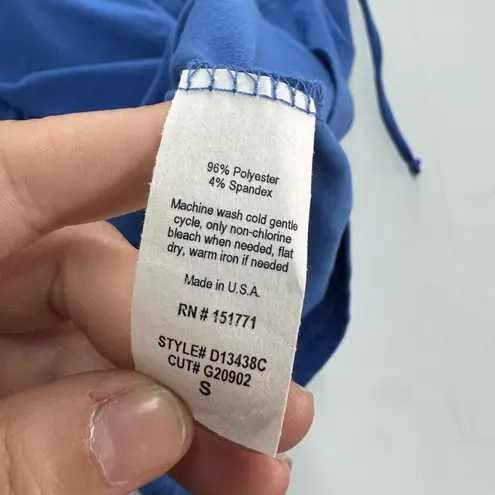 96% Polyester
4% Spandex
Machine wash cold gentle
cycle, only non-chlorine
bleach when needed, flat
dry, warm iron if needed
Made in U.S.A.
RN # 151771
STYLE# D13438C
CUT# G20902
S